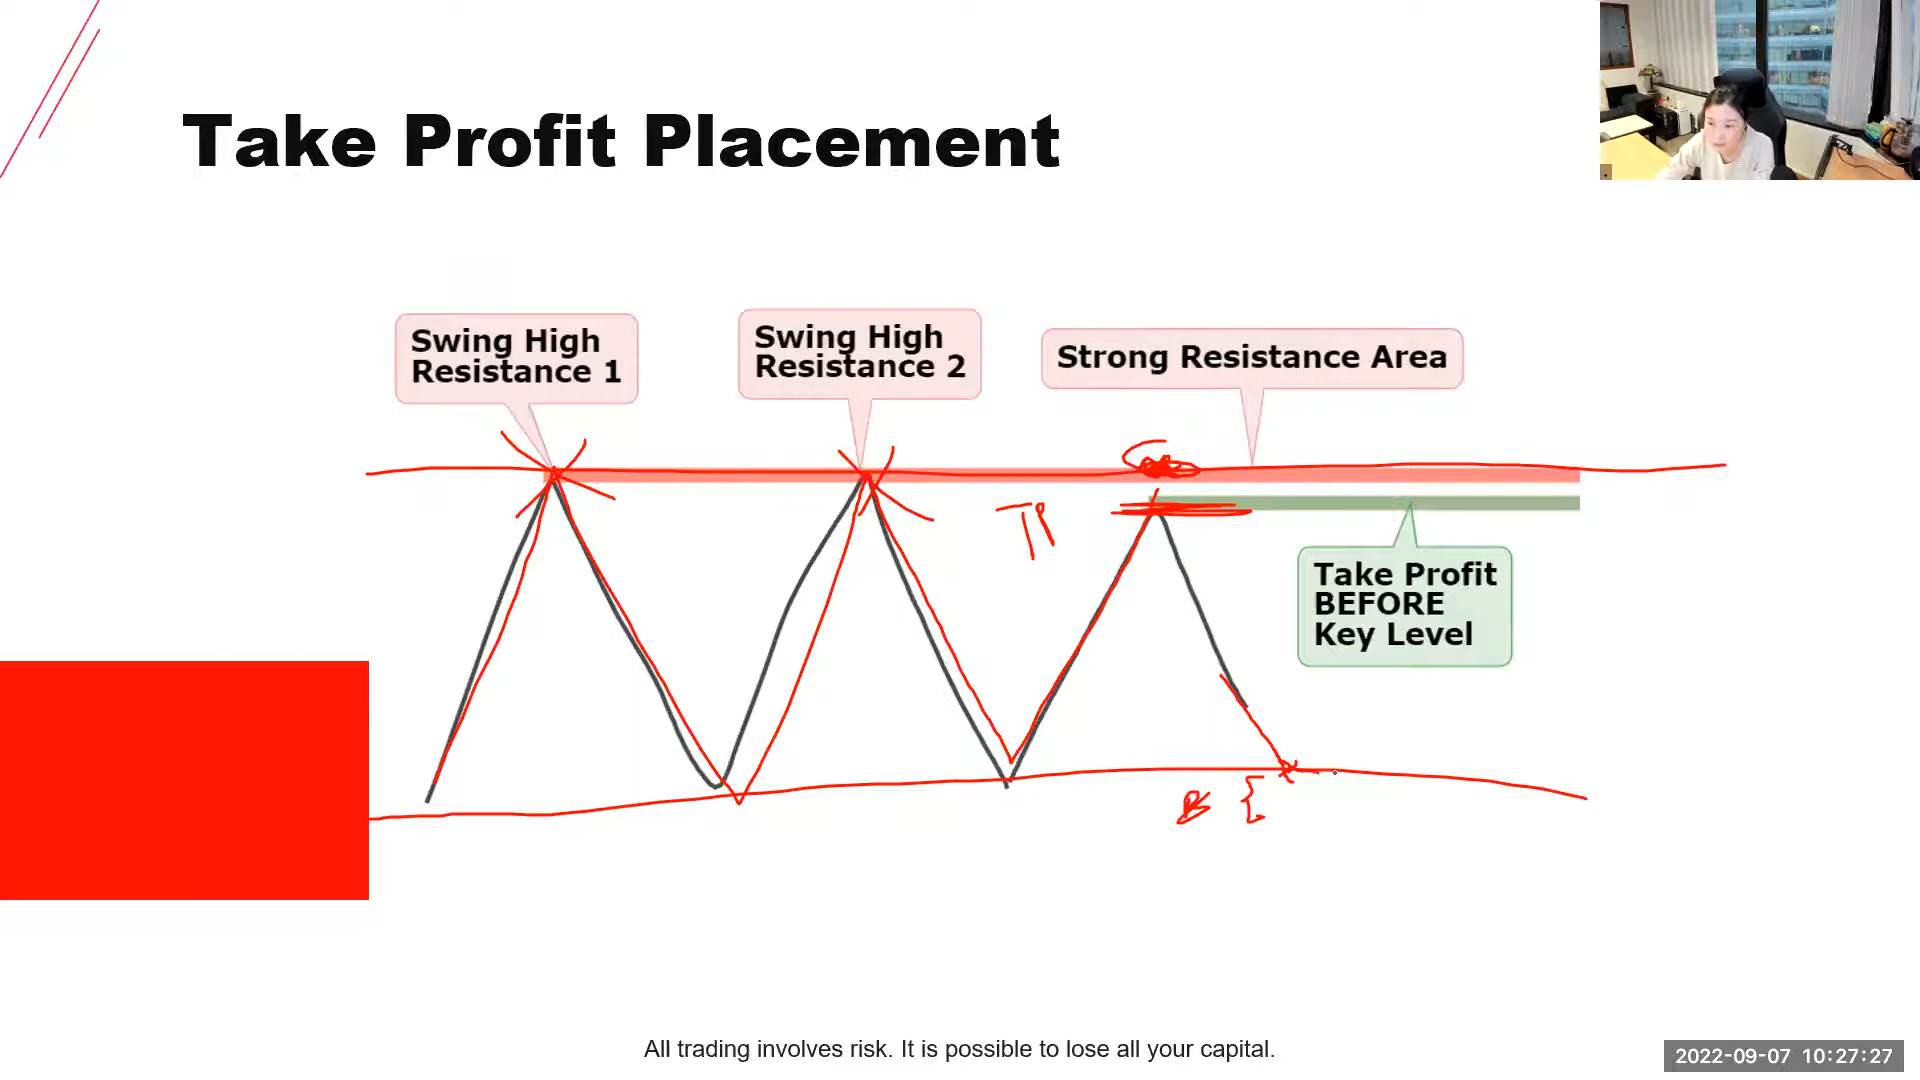 Take Profit Placement
Swing High
Resistance 1
Swing High
Resistance 2
Strong Resistance Area
TP
Take Profit
BEFORE
Key Level
B {
All trading involves risk. It is possible to lose all your capital.
2022-09-07 10:27:27